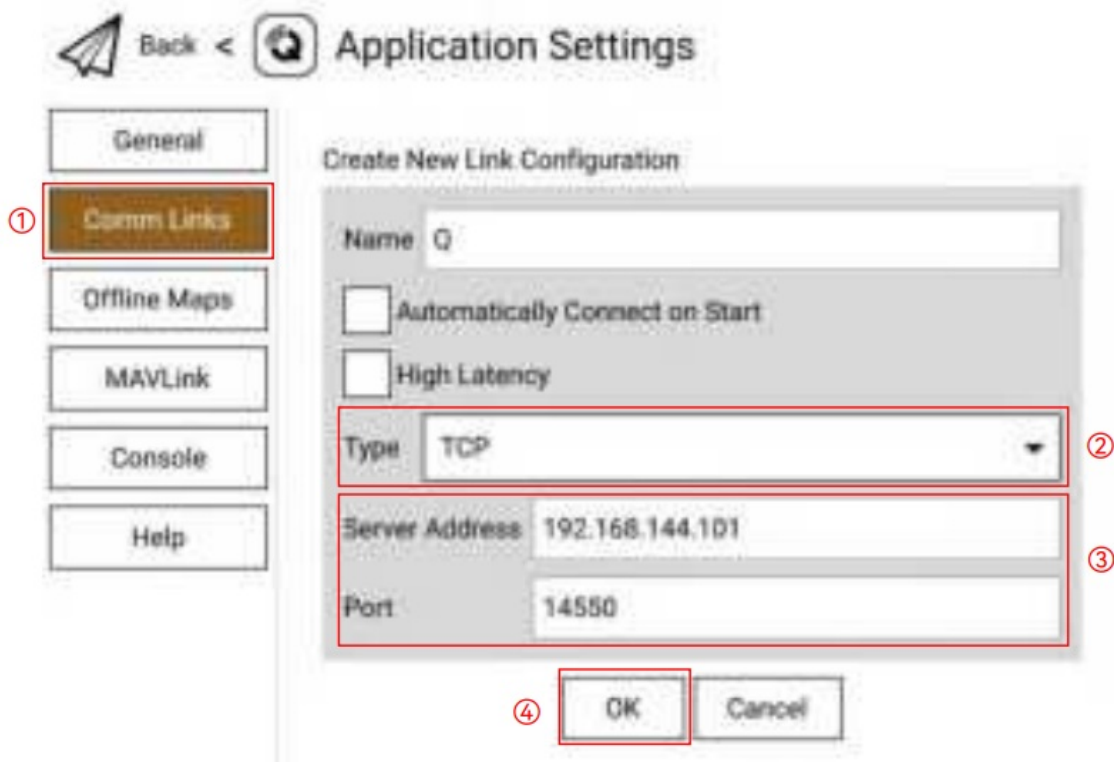 Back < Application Settings
General
① Comm Links
Offline Maps
MAVLink
Console
Help
Create New Link Configuration
Name Q
Automatically Connect on Start
High Latency
Type TCP ②
Server Address 192.168.144.101
③
Port 14550
④ OK Cancel